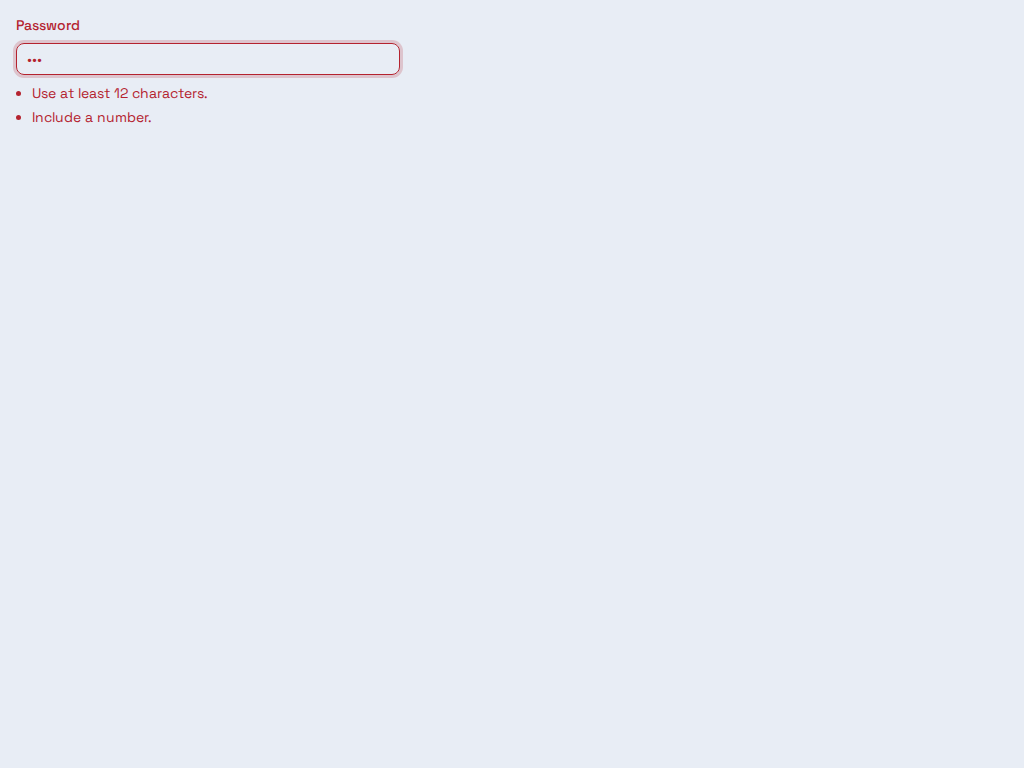 Password
•••
Use at least 12 characters.
Include a number.